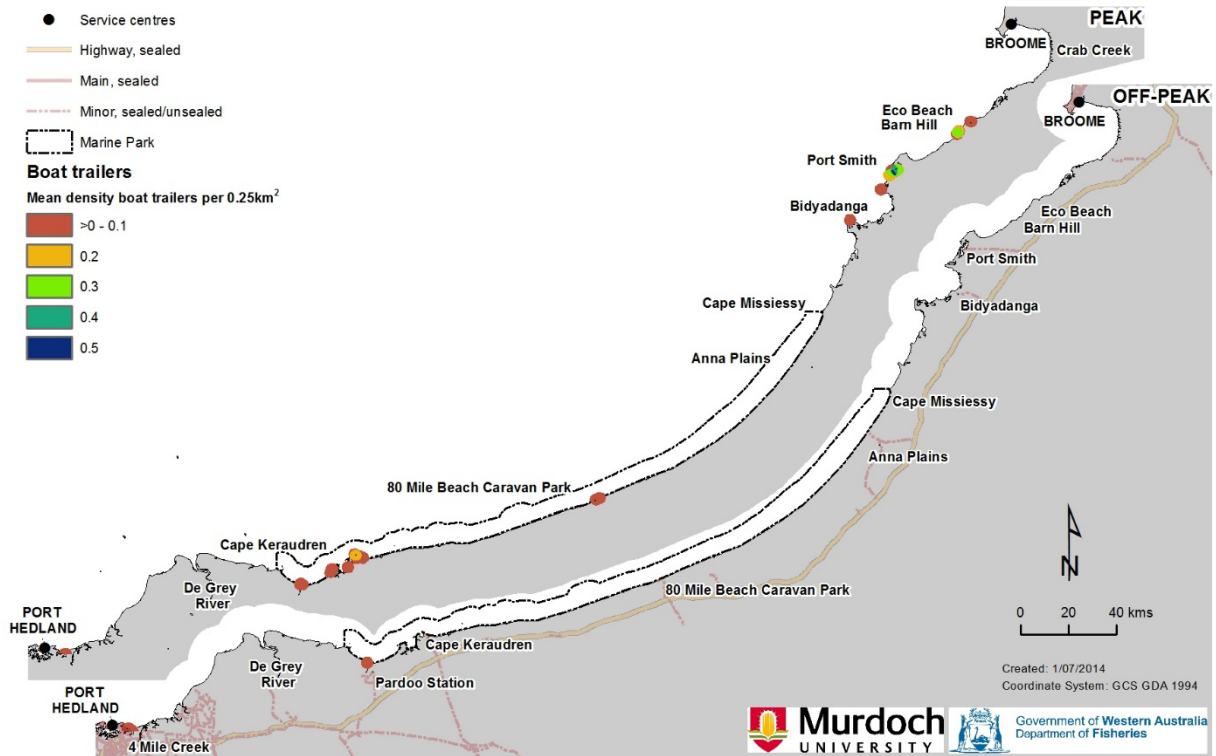 Service centres
Highway, sealed
Main, sealed
Minor, sealed/unsealed
Marine Park
Boat trailers
Mean density boat trailers per 0.25km²
>0 - 0.1
0.2
0.3
0.4
0.5
PEAK
BROOME
Crab Creek
Eco Beach
Barn Hill
Port Smith
Bidyadanga
Cape Missiessy
Anna Plains
80 Mile Beach Caravan Park
Cape Keraudren
De Grey
River
PORT
HEDLAND
OFF-PEAK
BROOME
Eco Beach
Barn Hill
Port Smith
Bidyadanga
Cape Missiessy
Anna Plains
80 Mile Beach Caravan Park
Cape Keraudren
Pardoo Station
De Grey
River
PORT
HEDLAND
4 Mile Creek
N
0 20 40 kms
Created: 1/07/2014
Coordinate System: GCS GDA 1994
Murdoch
UNIVERSITY
Government of Western Australia
Department of Fisheries